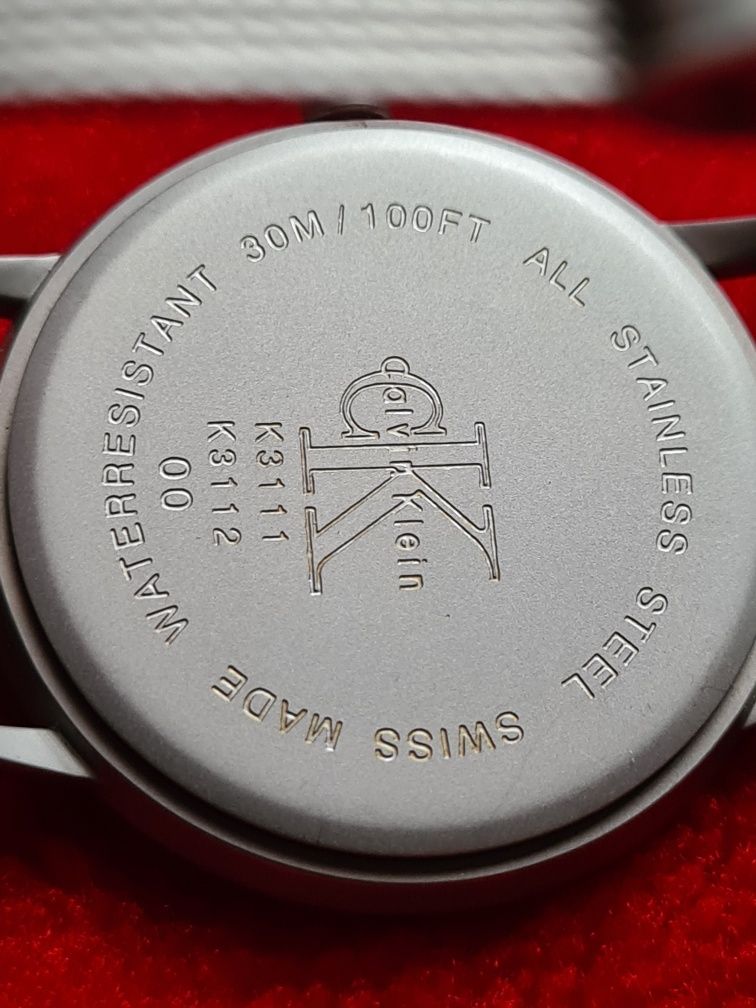 WATERRESISTANT 30M/100FT ALL STAINLESS STEEL SWISS MADE
cK
Calvin Klein
K3111
K3112
00